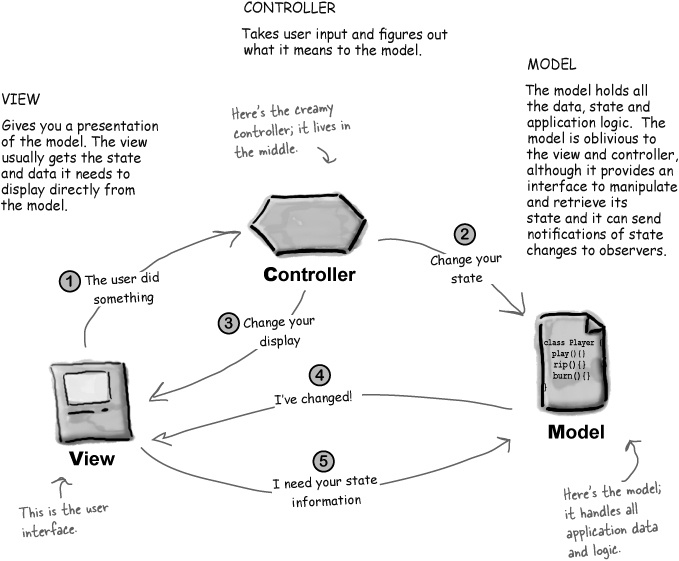 CONTROLLER
Takes user input and figures out
what it means to the model.
MODEL
The model holds all
the data, state and
application logic. The
model is oblivious to
the view and controller,
although it provides an
interface to manipulate
and retrieve its
state and it can send
notifications of state
changes to observers.
VIEW
Gives you a presentation
of the model. The view
usually gets the state
and data it needs to
display directly from
the model.
Here's the creamy
controller; it lives in
the middle.
Controller
1 The user did
something
2
Change your
state
3 Change your
display
4
I've changed!
5
I need your state
information
class Player {
play(){}
rip(){}
burn(){}
}
Model
View
This is the user
interface.
Here's the model;
it handles all
application data
and logic.